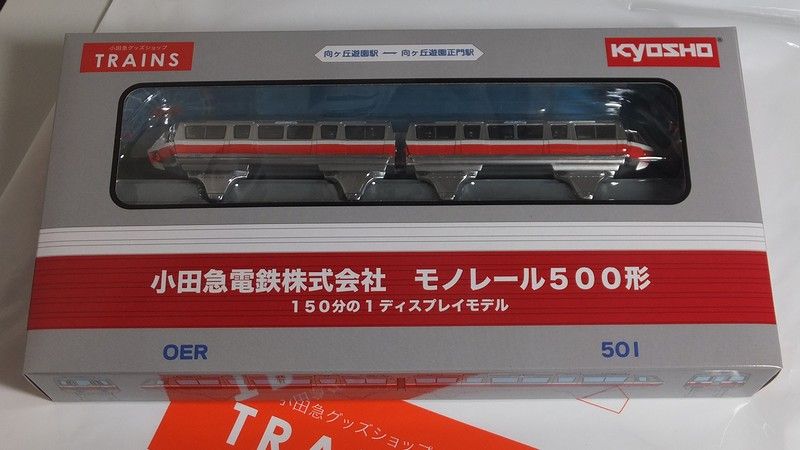 小田急グッズショップ
TRAINS
向ヶ丘遊園駅 ー 向ヶ丘遊園正門駅
KYOSHO
小田急電鉄株式会社 モノレール500形
150分の1ディスプレイモデル
OER
501
小田急グッズショップ
TRA